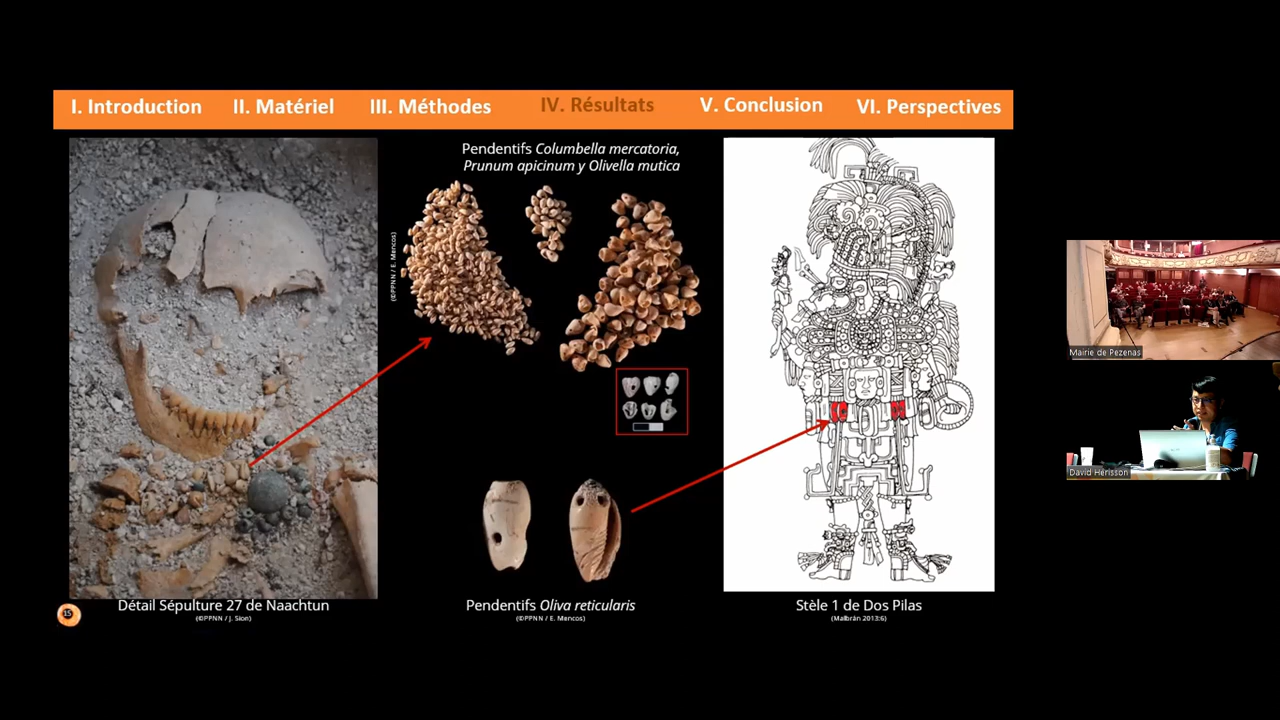 I. Introduction II. Matériel III. Méthodes IV. Résultats V. Conclusion VI. Perspectives
Pendentifs Columbella mercatoria,
Prunum apicinum y Olivella mutica
(©PPNN / E. Mencos)
Détail Sépulture 27 de Naachtun
(©PPNN / J. Sion)
Pendentifs Oliva reticularis
(©PPNN / E. Mencos)
Stèle 1 de Dos Pilas
(Malbrán 2013:6)
15
Mairie de Pezenas
David Hérisson